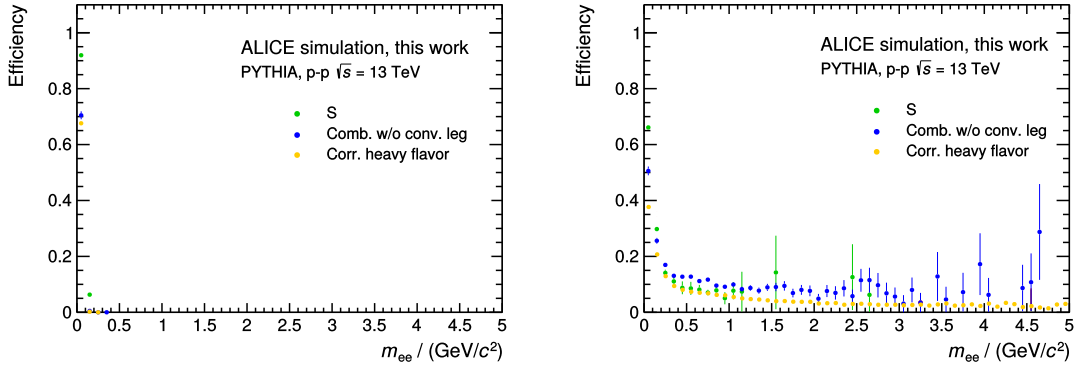 Efficiency
1
0.8
0.6
0.4
0.2
0
ALICE simulation, this work
PYTHIA, p-p √s = 13 TeV
S
Comb. w/o conv. leg
Corr. heavy flavor
0 0.5 1 1.5 2 2.5 3 3.5 4 4.5 5
m_ee / (GeV/c²)
Efficiency
1
0.8
0.6
0.4
0.2
0
ALICE simulation, this work
PYTHIA, p-p √s = 13 TeV
S
Comb. w/o conv. leg
Corr. heavy flavor
0 0.5 1 1.5 2 2.5 3 3.5 4 4.5 5
m_ee / (GeV/c²)